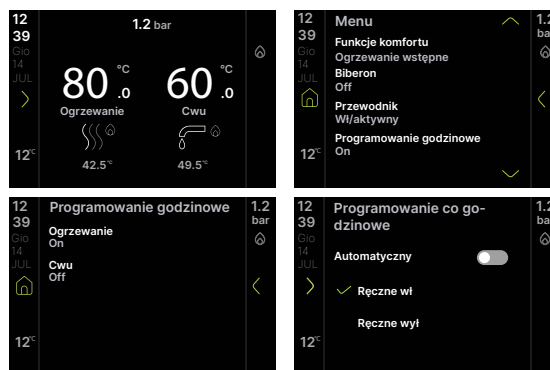 12
39
Gio
14
JUL
12°C
1.2 bar
80.0 °C
60.0 °C
Ogrzewanie
Cwu
42.5°C
49.5°C
12
39
Gio
14
JUL
12°C
Menu
Funkcje komfortu
Ogrzewanie wstępne
Biberon
Off
Przewodnik
Wł/aktywny
Programowanie godzinowe
On
1.2
bar
12
39
Gio
14
JUL
12°C
Programowanie godzinowe
Ogrzewanie
On
Cwu
Off
1.2
bar
12
39
Gio
14
JUL
12°C
Programowanie co go-
dzinowe
Automatyczny
Ręczne wł
Ręczne wył
1.2
bar